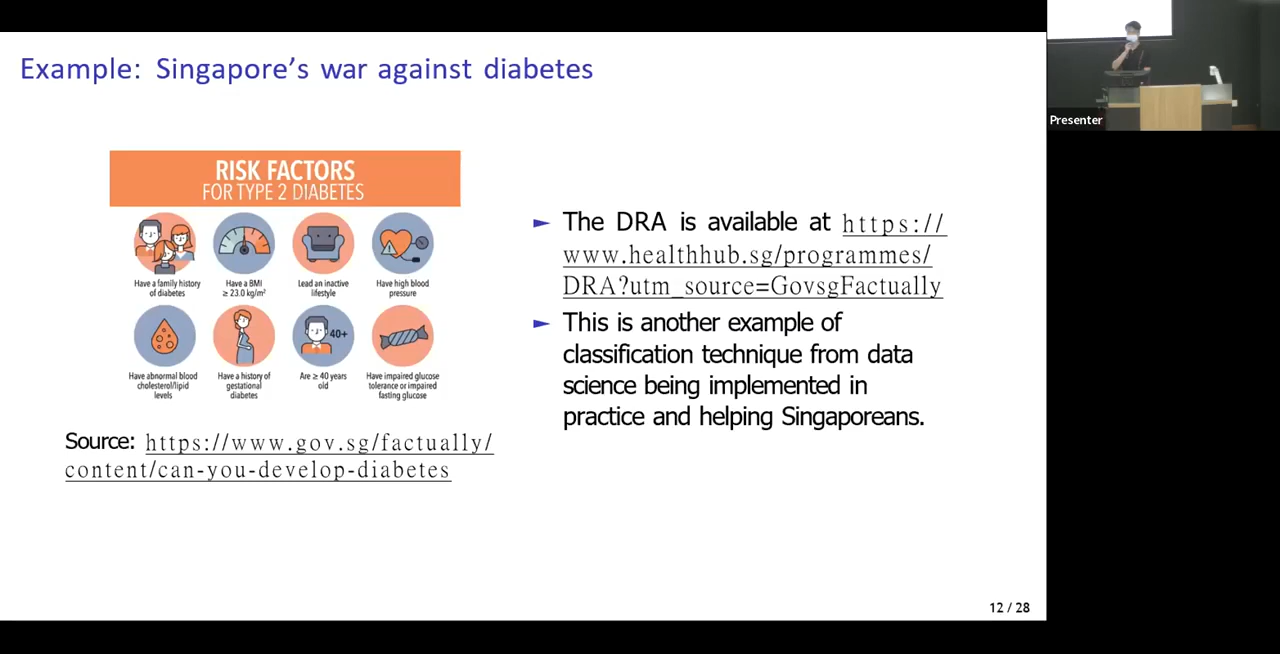 Example: Singapore's war against diabetes
RISK FACTORS
FOR TYPE 2 DIABETES
Have a family history
of diabetes
Have a BMI
≥ 23.0 kg/m²
Lead an inactive
lifestyle
Have high blood
pressure
40+
Have abnormal blood
cholesterol/lipid
levels
Have a history of
gestational
diabetes
Are ≥ 40 years
old
Have impaired glucose
tolerance or impaired
fasting glucose
Source: https://www.gov.sg/factually/
content/can-you-develop-diabetes
► The DRA is available at https://
www.healthhub.sg/programmes/
DRA?utm_source=GovsgFactually
► This is another example of
classification technique from data
science being implemented in
practice and helping Singaporeans.
12 / 28
Presenter